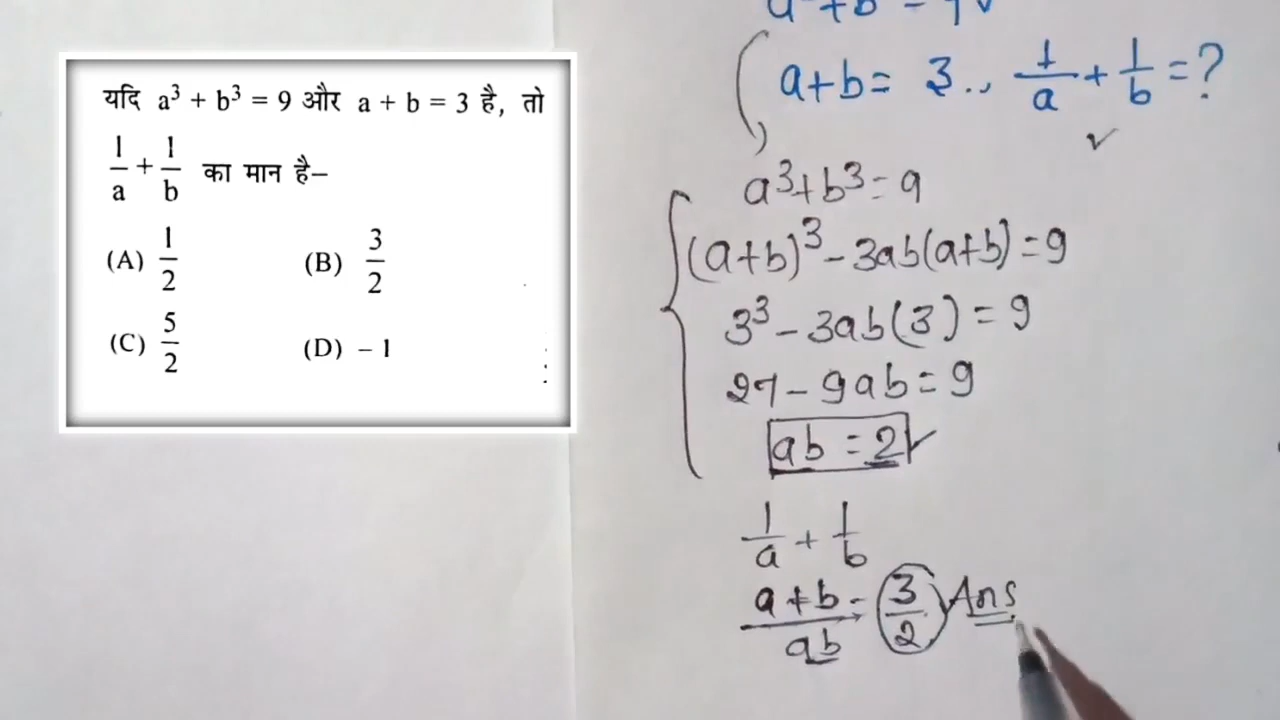 यदि a³ + b³ = 9 और a + b = 3 है, तो
1/a + 1/b का मान है–
(A) 1/2 (B) 3/2
(C) 5/2 (D) – 1
a+b = 3., 1/a + 1/b = ?
a³+b³ = 9
(a+b)³ – 3ab(a+b) = 9
3³ – 3ab(3) = 9
27 – 9ab = 9
ab = 2
1/a + 1/b
a+b/ab = 3/2 Ans